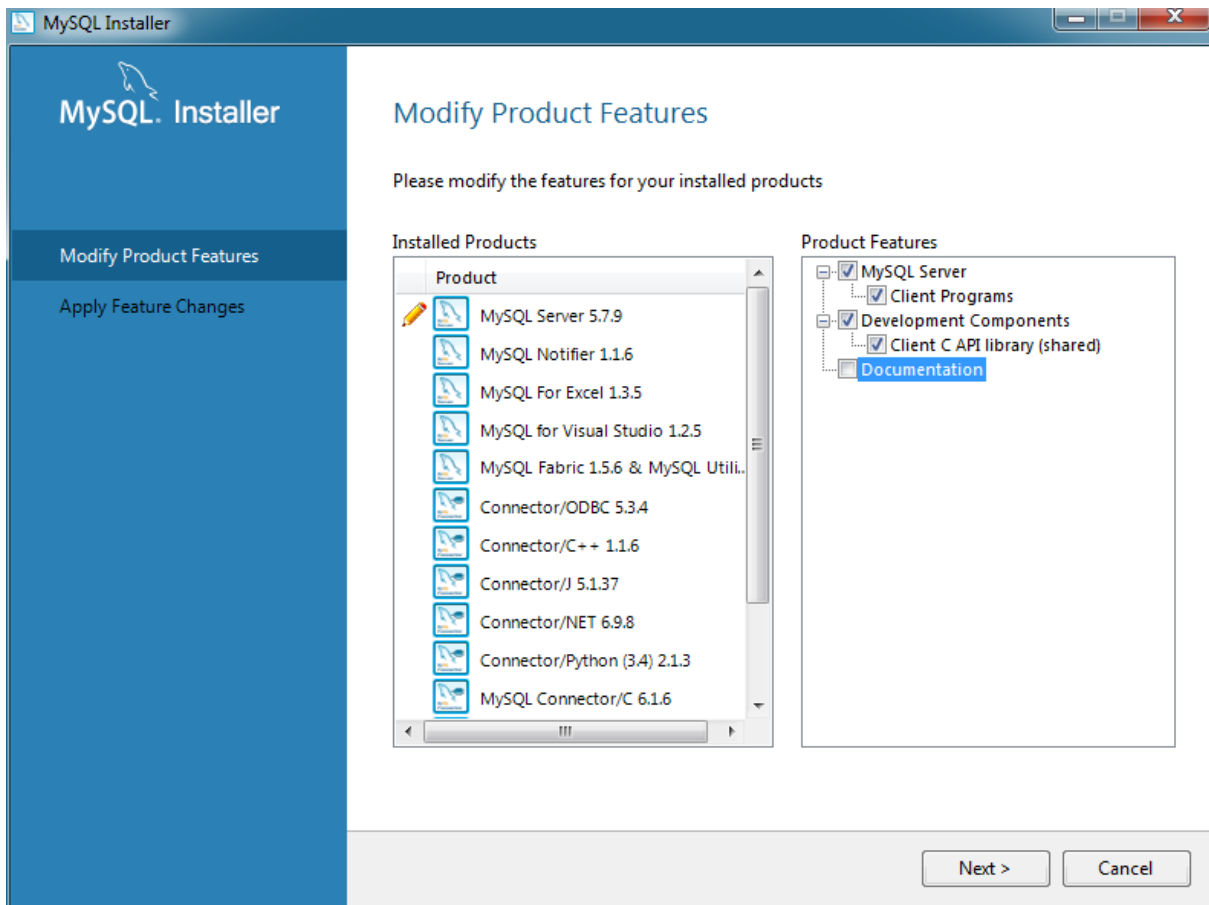 MySQL Installer
MySQL. Installer
Modify Product Features
Apply Feature Changes
Modify Product Features
Please modify the features for your installed products
Installed Products
Product
MySQL Server 5.7.9
MySQL Notifier 1.1.6
MySQL For Excel 1.3.5
MySQL for Visual Studio 1.2.5
MySQL Fabric 1.5.6 & MySQL Utili..
Connector/ODBC 5.3.4
Connector/C++ 1.1.6
Connector/J 5.1.37
Connector/NET 6.9.8
Connector/Python (3.4) 2.1.3
MySQL Connector/C 6.1.6
Product Features
MySQL Server
Client Programs
Development Components
Client C API library (shared)
Documentation
Next >
Cancel